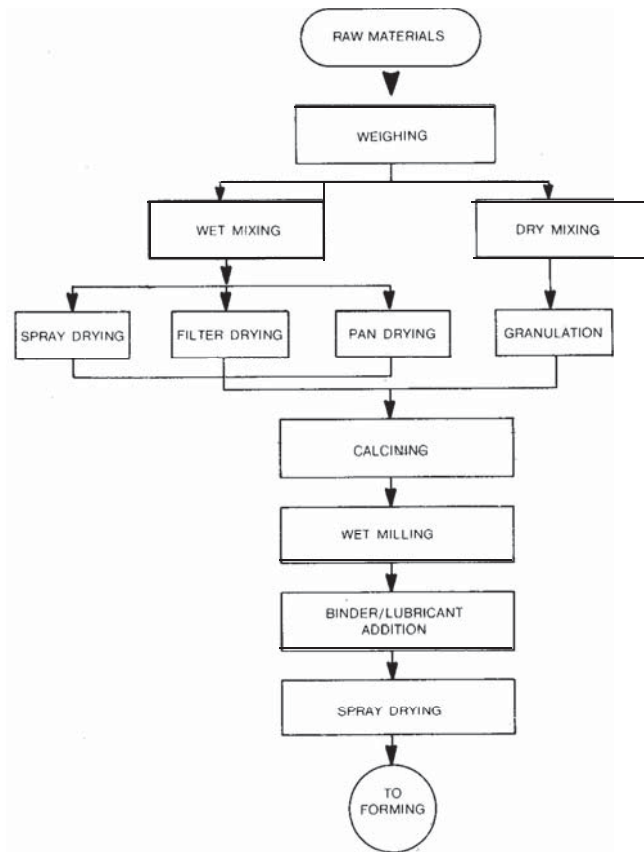 RAW MATERIALS
WEIGHING
WET MIXING
DRY MIXING
SPRAY DRYING
FILTER DRYING
PAN DRYING
GRANULATION
CALCINING
WET MILLING
BINDER/LUBRICANT
ADDITION
SPRAY DRYING
TO
FORMING